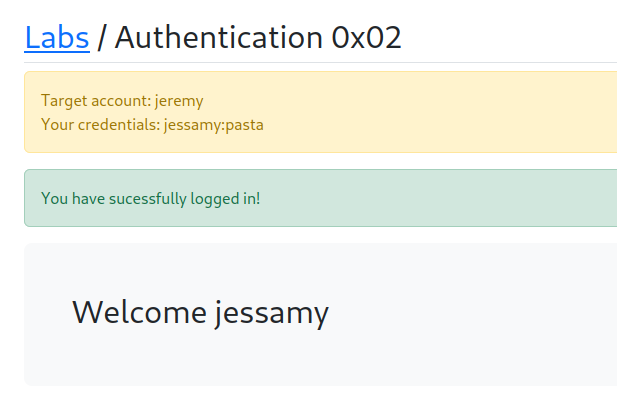 Labs / Authentication 0x02
Target account: jeremy
Your credentials: jessamy:pasta
You have sucessfully logged in!
Welcome jessamy